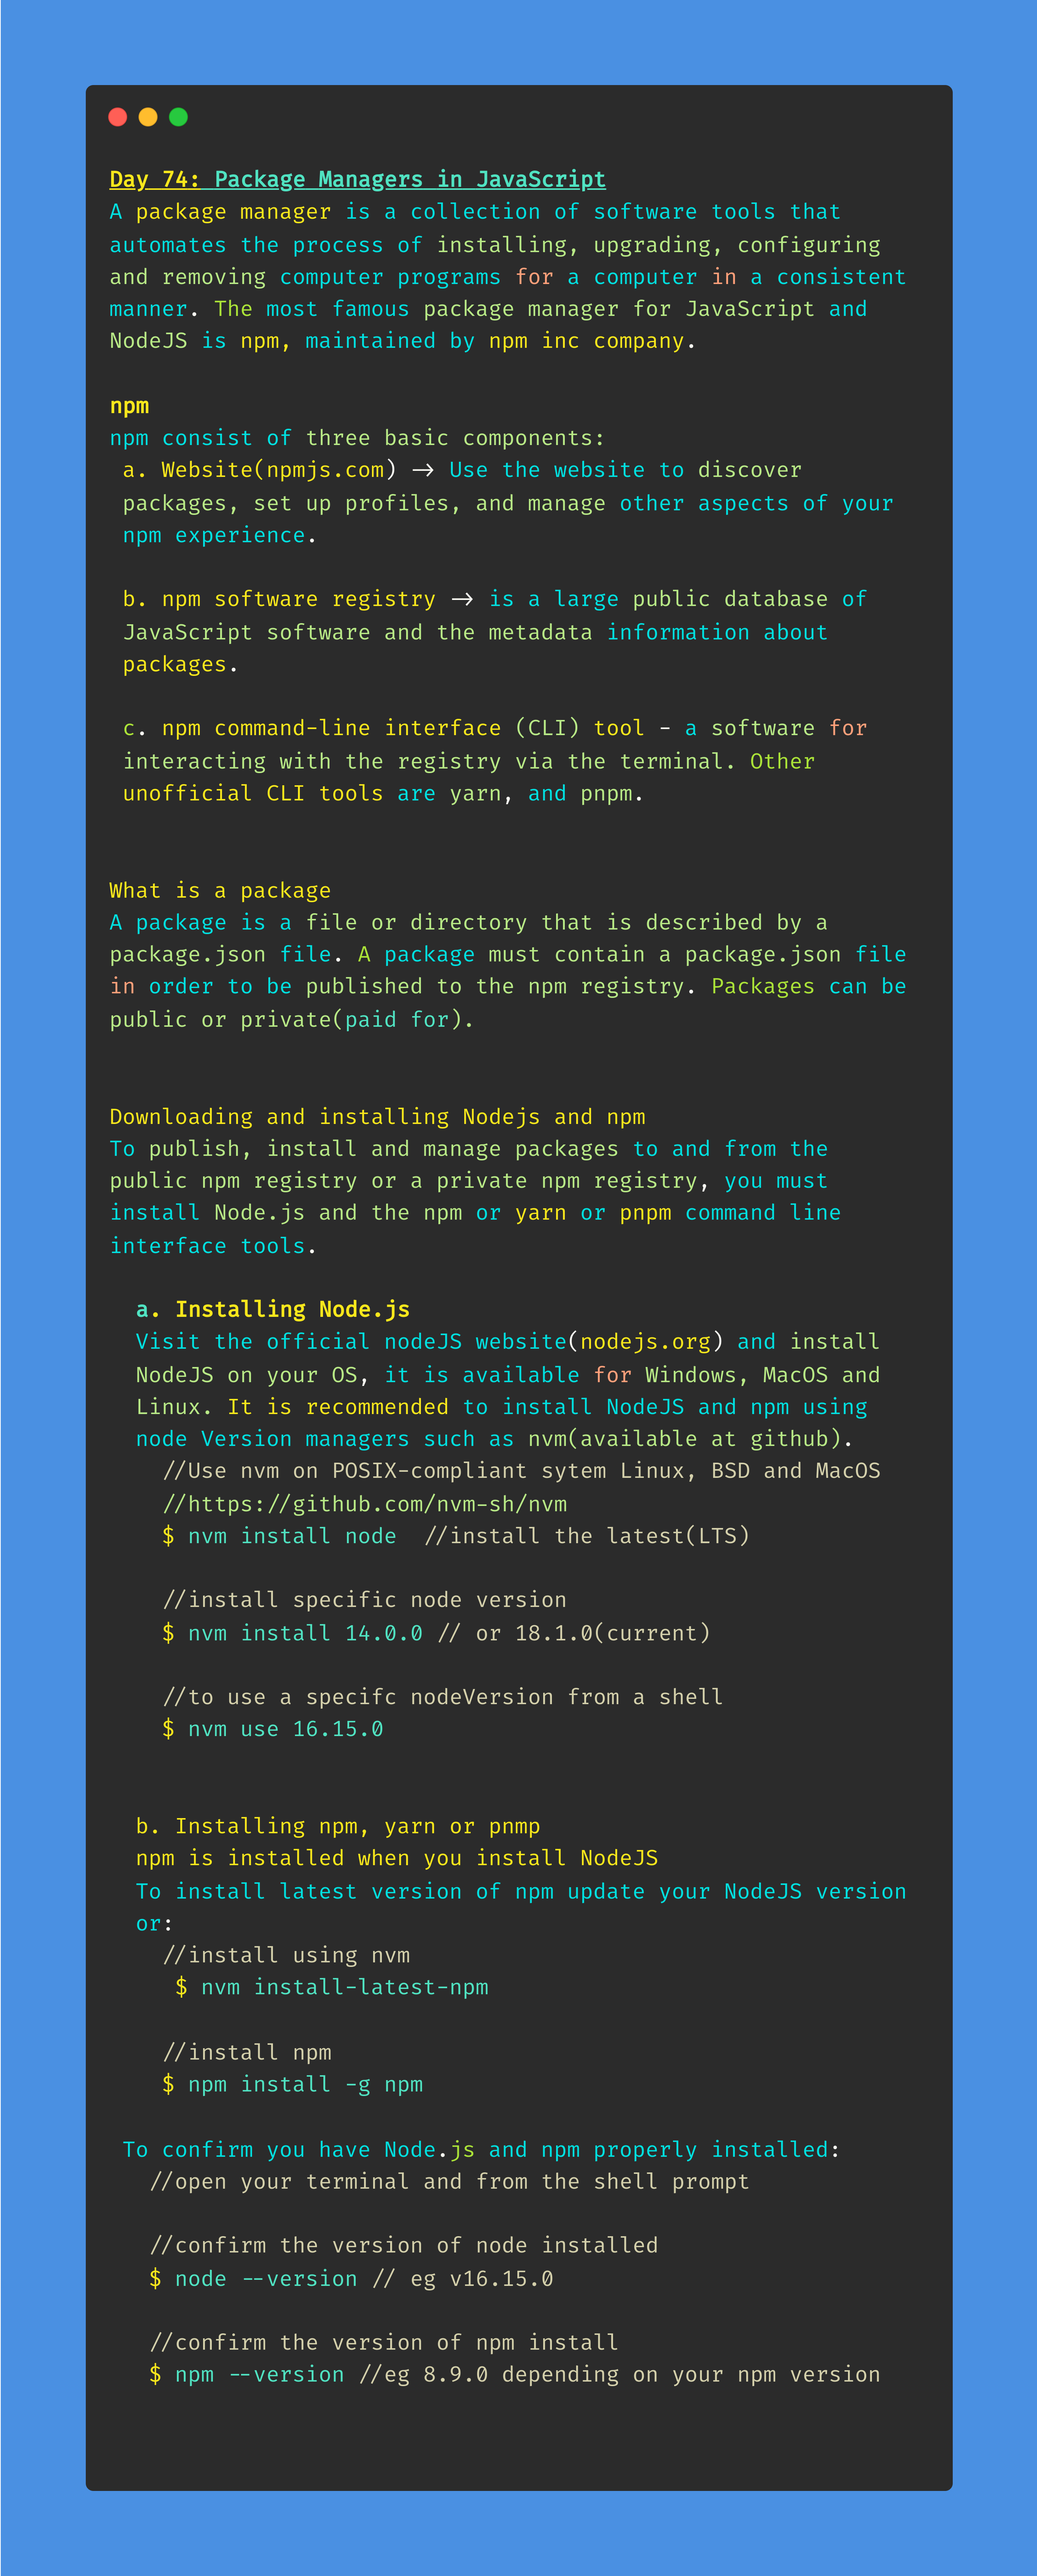 Day 74: Package Managers in JavaScript
A package manager is a collection of software tools that
automates the process of installing, upgrading, configuring
and removing computer programs for a computer in a consistent
manner. The most famous package manager for JavaScript and
NodeJS is npm, maintained by npm inc company.
npm
npm consist of three basic components:
a. Website(npmjs.com) -> Use the website to discover
packages, set up profiles, and manage other aspects of your
npm experience.
b. npm software registry -> is a large public database of
JavaScript software and the metadata information about
packages.
c. npm command-line interface (CLI) tool - a software for
interacting with the registry via the terminal. Other
unofficial CLI tools are yarn, and pnpm.
What is a package
A package is a file or directory that is described by a
package.json file. A package must contain a package.json file
in order to be published to the npm registry. Packages can be
public or private(paid for).
Downloading and installing Nodejs and npm
To publish, install and manage packages to and from the
public npm registry or a private npm registry, you must
install Node.js and the npm or yarn or pnpm command line
interface tools.
a. Installing Node.js
Visit the official nodeJS website(nodejs.org) and install
NodeJS on your OS, it is available for Windows, MacOS and
Linux. It is recommended to install NodeJS and npm using
node Version managers such as nvm(available at github).
//Use nvm on POSIX-compliant sytem Linux, BSD and MacOS
//https://github.com/nvm-sh/nvm
$ nvm install node  //install the latest(LTS)
//install specific node version
$ nvm install 14.0.0 // or 18.1.0(current)
//to use a specifc nodeVersion from a shell
$ nvm use 16.15.0
b. Installing npm, yarn or pnmp
npm is installed when you install NodeJS
To install latest version of npm update your NodeJS version
or:
//install using nvm
$ nvm install-latest-npm
//install npm
$ npm install -g npm
To confirm you have Node.js and npm properly installed:
//open your terminal and from the shell prompt
//confirm the version of node installed
$ node --version // eg v16.15.0
//confirm the version of npm install
$ npm --version //eg 8.9.0 depending on your npm version